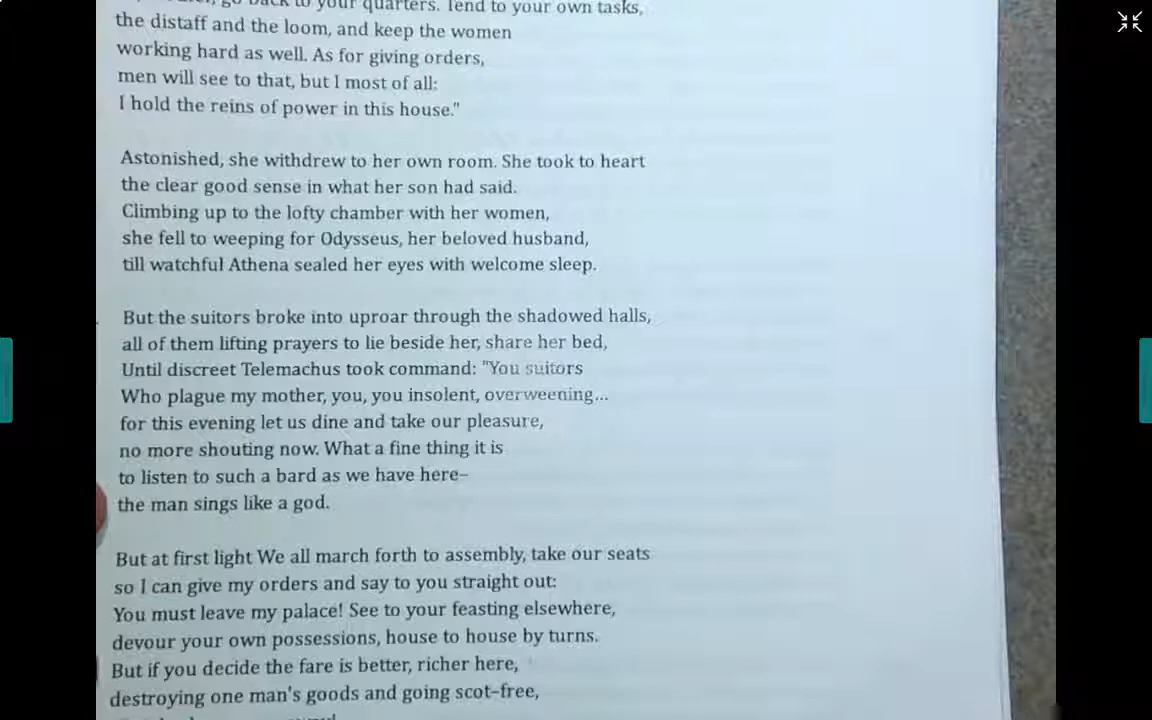 go back to your quarters. Tend to your own tasks,
the distaff and the loom, and keep the women
working hard as well. As for giving orders,
men will see to that, but I most of all:
I hold the reins of power in this house."
Astonished, she withdrew to her own room. She took to heart
the clear good sense in what her son had said.
Climbing up to the lofty chamber with her women,
she fell to weeping for Odysseus, her beloved husband,
till watchful Athena sealed her eyes with welcome sleep.
But the suitors broke into uproar through the shadowed halls,
all of them lifting prayers to lie beside her, share her bed,
Until discreet Telemachus took command: "You suitors
Who plague my mother, you, you insolent, overweening...
for this evening let us dine and take our pleasure,
no more shouting now. What a fine thing it is
to listen to such a bard as we have here–
the man sings like a god.
But at first light We all march forth to assembly, take our seats
so I can give my orders and say to you straight out:
You must leave my palace! See to your feasting elsewhere,
devour your own possessions, house to house by turns.
But if you decide the fare is better, richer here,
destroying one man's goods and going scot-free,